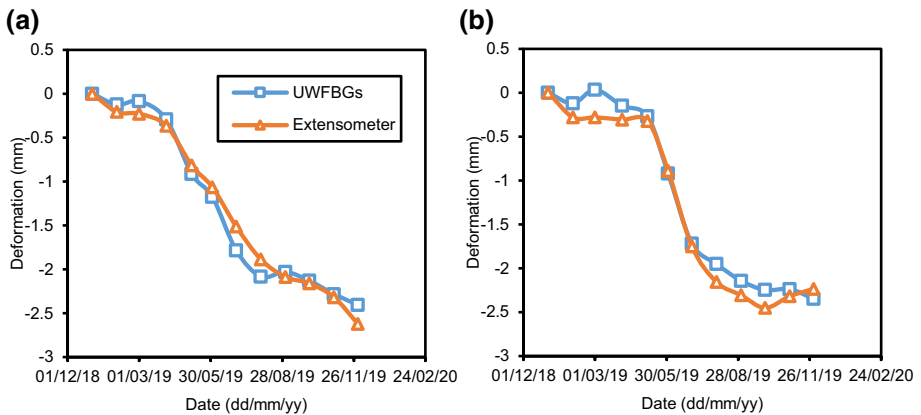 (a)
0.5
0
-0.5
-1
-1.5
-2
-2.5
-3
Deformation (mm)
UWFBGs
Extensometer
01/12/18 01/03/19 30/05/19 28/08/19 26/11/19 24/02/20
Date (dd/mm/yy)
(b)
0.5
0
-0.5
-1
-1.5
-2
-2.5
-3
Deformation (mm)
01/12/18 01/03/19 30/05/19 28/08/19 26/11/19 24/02/20
Date (dd/mm/yy)